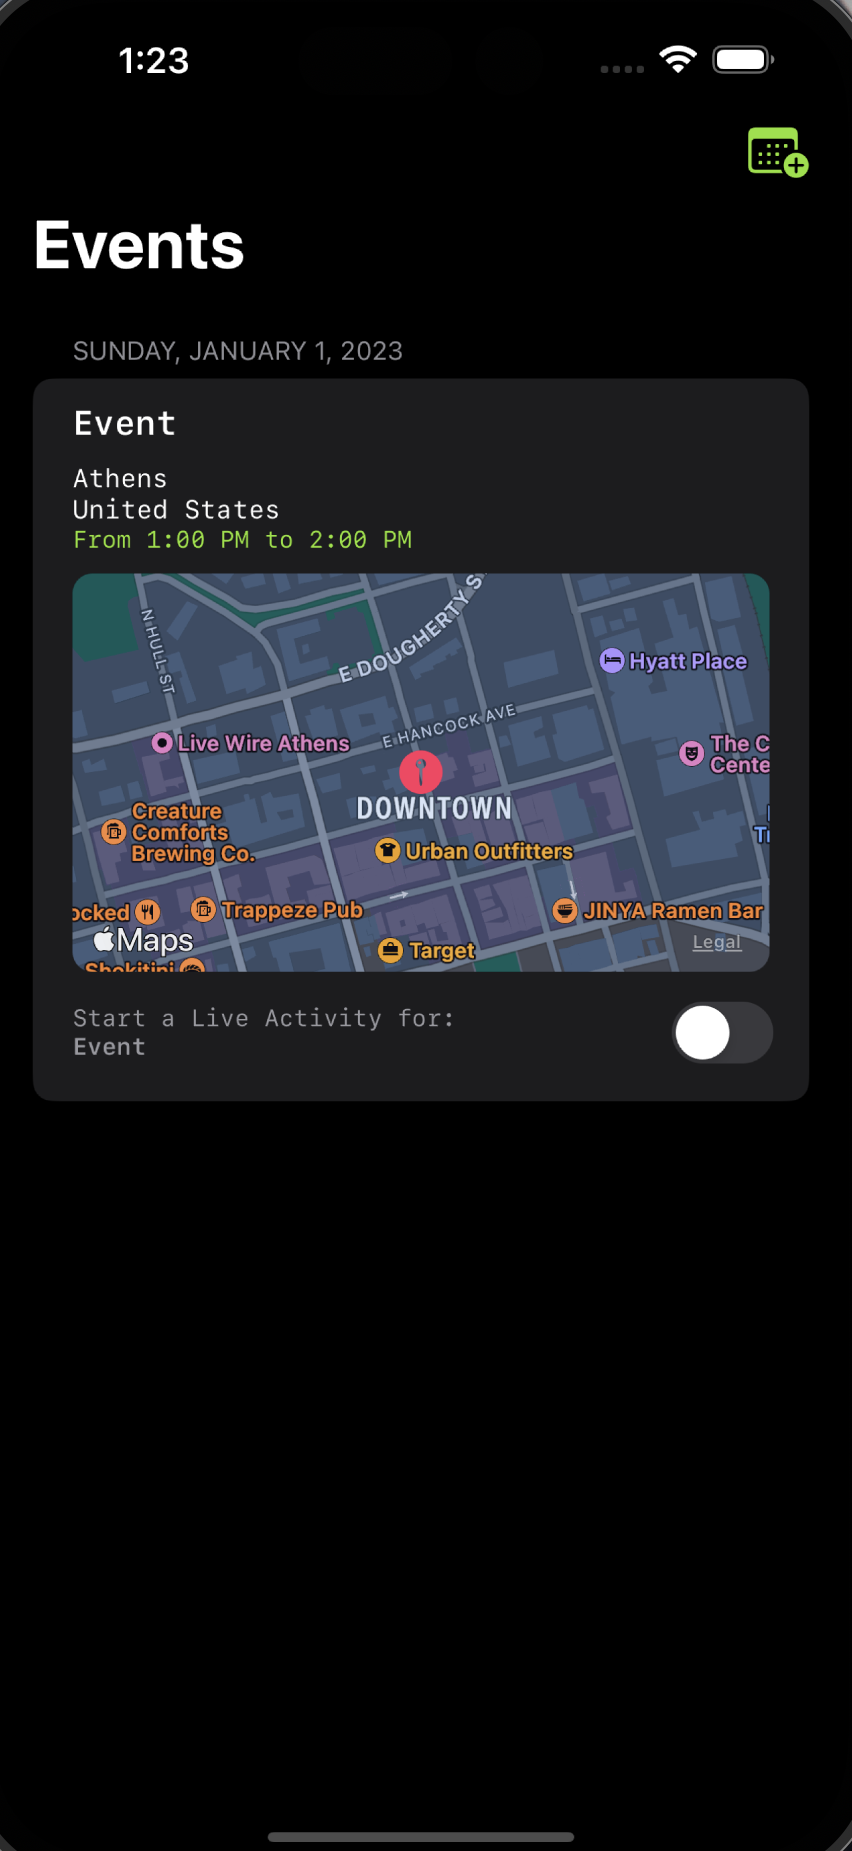 1:23
Events
SUNDAY, JANUARY 1, 2023
Event
Athens
United States
From 1:00 PM to 2:00 PM
N HULL ST
E DOUGHERTY S
Hyatt Place
E HANCOCK AVE
Live Wire Athens
The C
Cente
DOWNTOWN
Creature
Comforts
Brewing Co.
Urban Outfitters
ocked
Trappeze Pub
JINYA Ramen Bar
Maps
Target
Legal
Shokitini
Start a Live Activity for:
Event